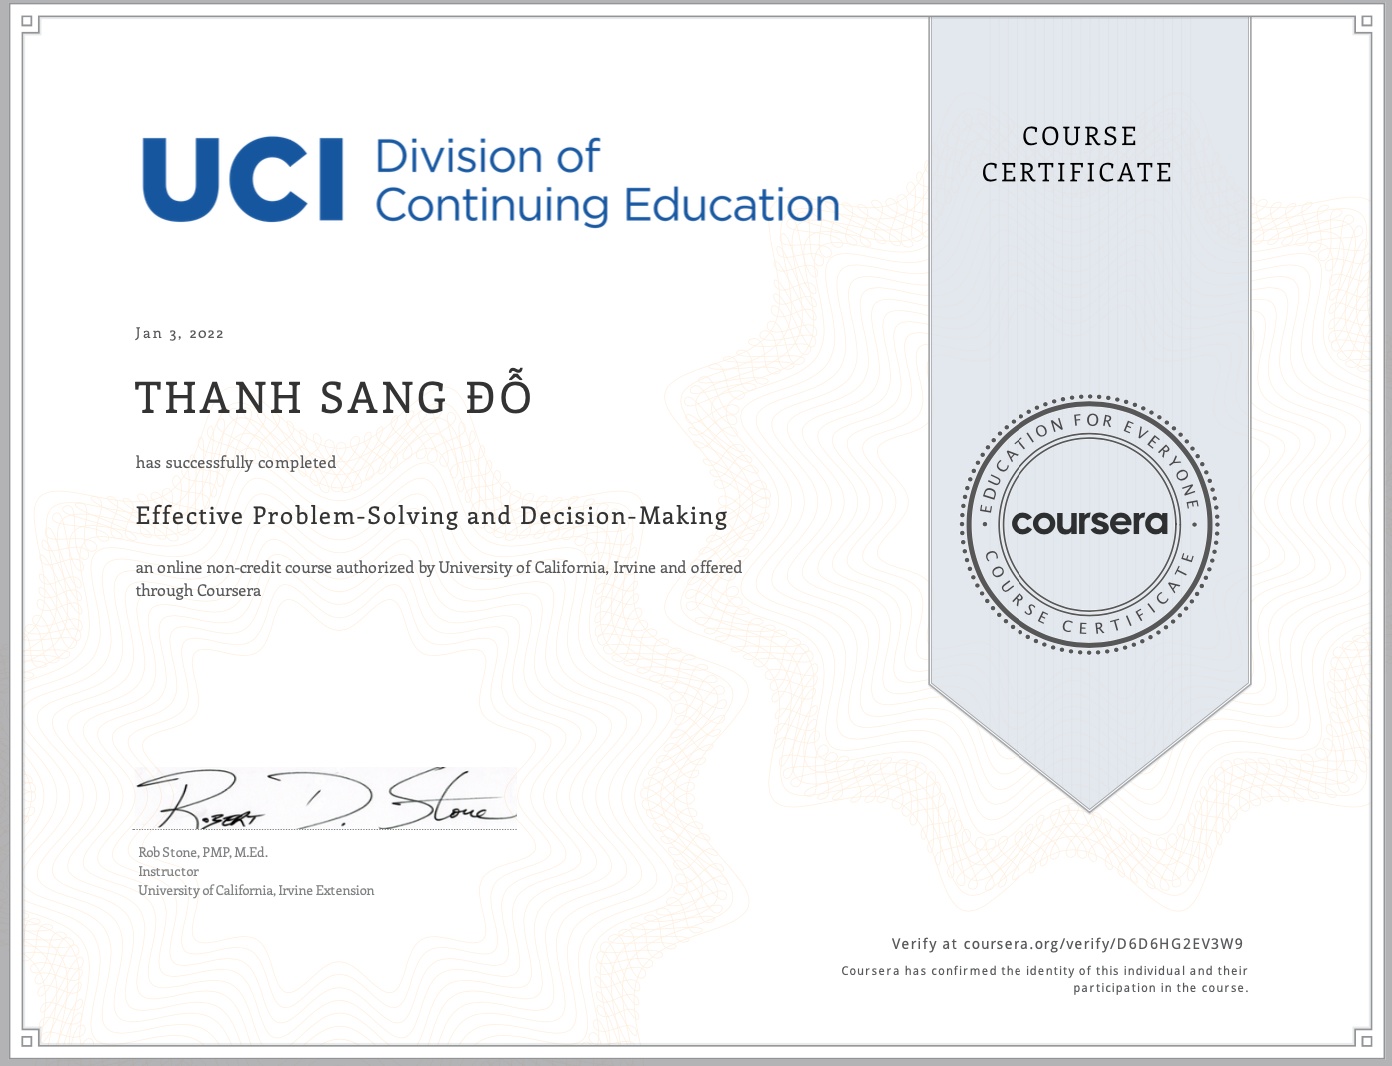 UCI Division of
Continuing Education
COURSE
CERTIFICATE
Jan 3, 2022
THANH SANG ĐỖ
has successfully completed
Effective Problem-Solving and Decision-Making
an online non-credit course authorized by University of California, Irvine and offered
through Coursera
EDUCATION FOR EVERYONE
coursera
COURSE CERTIFICATE
Robert D. Stone
Rob Stone, PMP, M.Ed.
Instructor
University of California, Irvine Extension
Verify at coursera.org/verify/D6D6HG2EV3W9
Coursera has confirmed the identity of this individual and their
participation in the course.